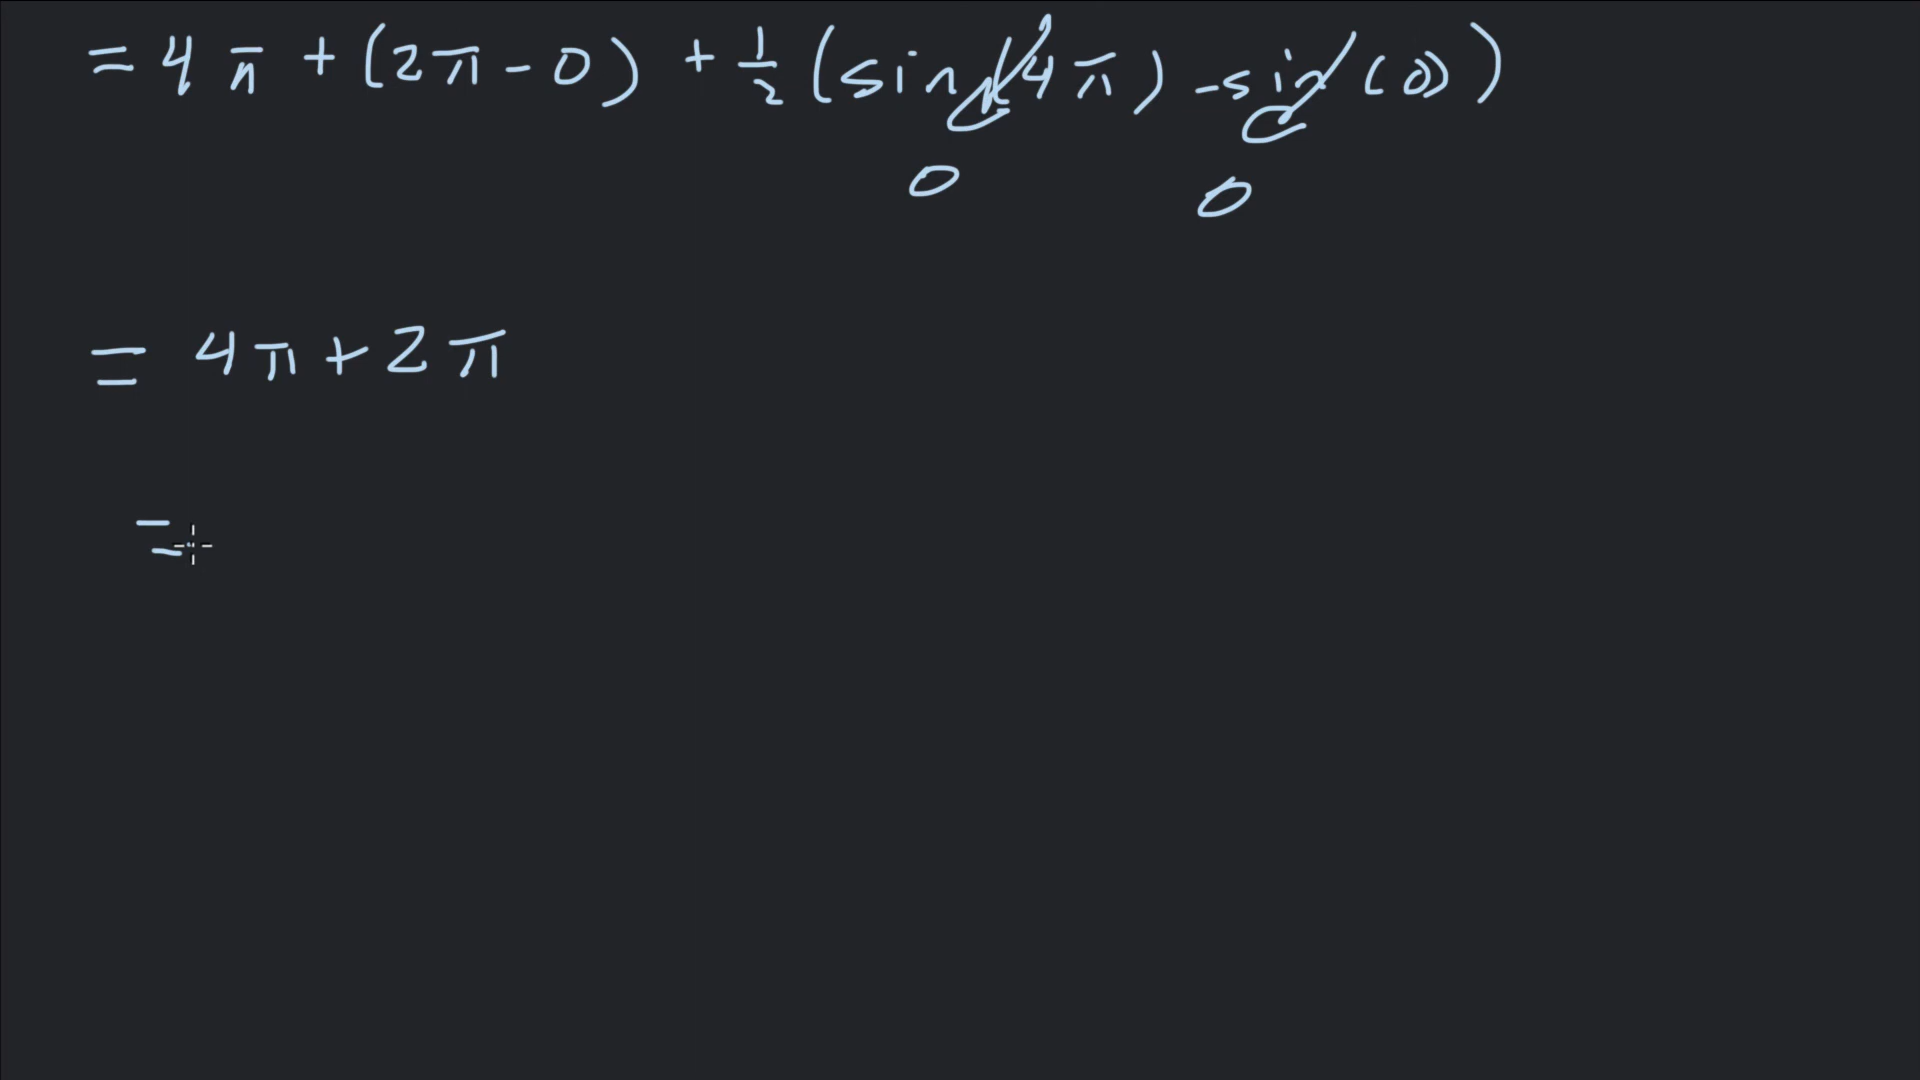 = 4π + (2π - 0) + 1/2 (sin(4π) - sin(0))
0 0
= 4π + 2π
=